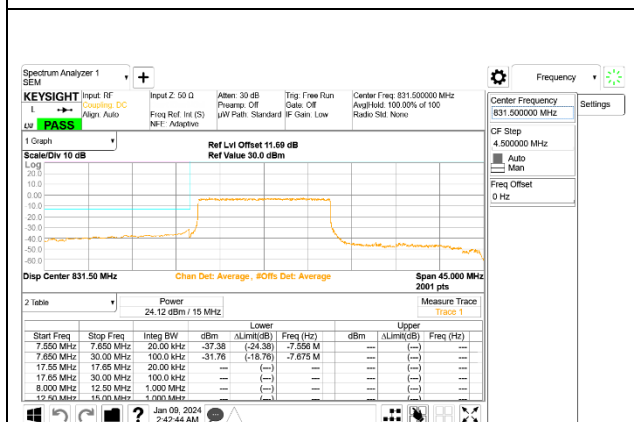 Spectrum Analyzer 1
SEM
Frequency
Settings
KEYSIGHT
L
LXI
PASS
Input: RF
Coupling: DC
Align: Auto
Input Z: 50 Ω
Freq Ref: Int (S)
NFE: Adaptive
Atten: 30 dB
Preamp: Off
µW Path: Standard
Trig: Free Run
Gate: Off
IF Gain: Low
Center Freq: 831.500000 MHz
Avg|Hold: 100.00% of 100
Radio Std: None
Center Frequency
831.500000 MHz
CF Step
4.500000 MHz
Auto
Man
Freq Offset
0 Hz
1 Graph
Scale/Div 10 dB
Ref Lvl Offset 11.69 dB
Ref Value 30.0 dBm
Log
20.0
10.0
0.00
-10.0
-20.0
-30.0
-40.0
-50.0
-60.0
Disp Center 831.50 MHz
Chan Det: Average, #Offs Det: Average
Span 45.000 MHz
2001 pts
2 Table
Power
24.12 dBm / 15 MHz
Measure Trace
Trace 1
Lower Upper
Start Freq Stop Freq Integ BW dBm ΔLimit(dB) Freq (Hz) dBm ΔLimit(dB) Freq (Hz)
7.550 MHz 7.650 MHz 20.00 kHz -37.38 (-24.38) -7.556 M --- (---) ---
7.650 MHz 30.00 MHz 100.0 kHz -31.76 (-18.76) -7.675 M --- (---) ---
17.55 MHz 17.65 MHz 20.00 kHz --- (---) --- --- (---) ---
17.65 MHz 30.00 MHz 100.0 kHz --- (---) --- --- (---) ---
8.000 MHz 12.50 MHz 1.000 MHz --- (---) --- --- (---) ---
12.50 MHz 15.00 MHz 1.000 MHz --- (---) --- --- (---) ---
?
Jan 09, 2024
2:42:44 AM